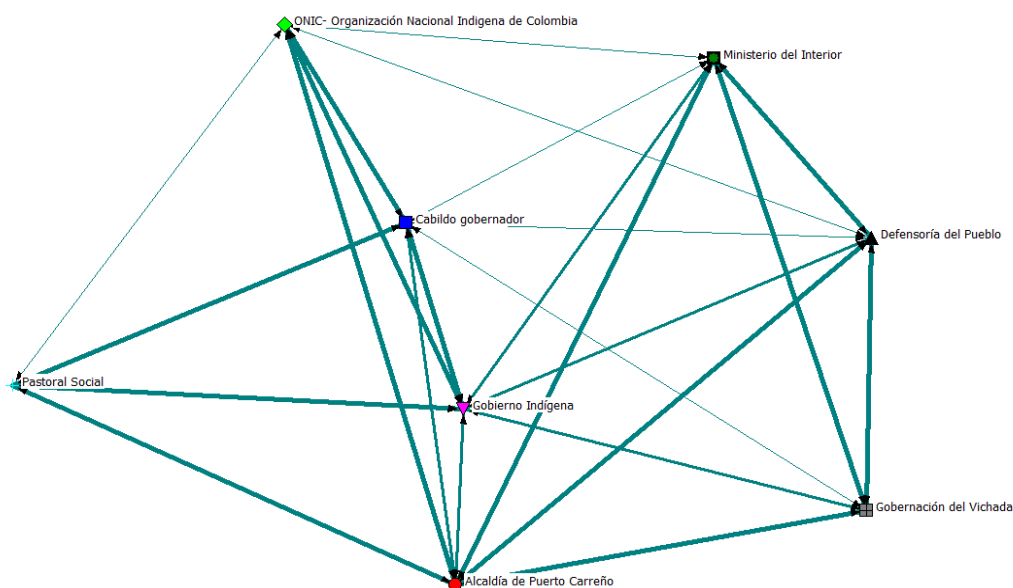 ONIC- Organización Nacional Indigena de Colombia
Ministerio del Interior
Cabildo gobernador
Defensoría del Pueblo
Pastoral Social
Gobierno Indígena
Gobernación del Vichada
Alcaldía de Puerto Carreño